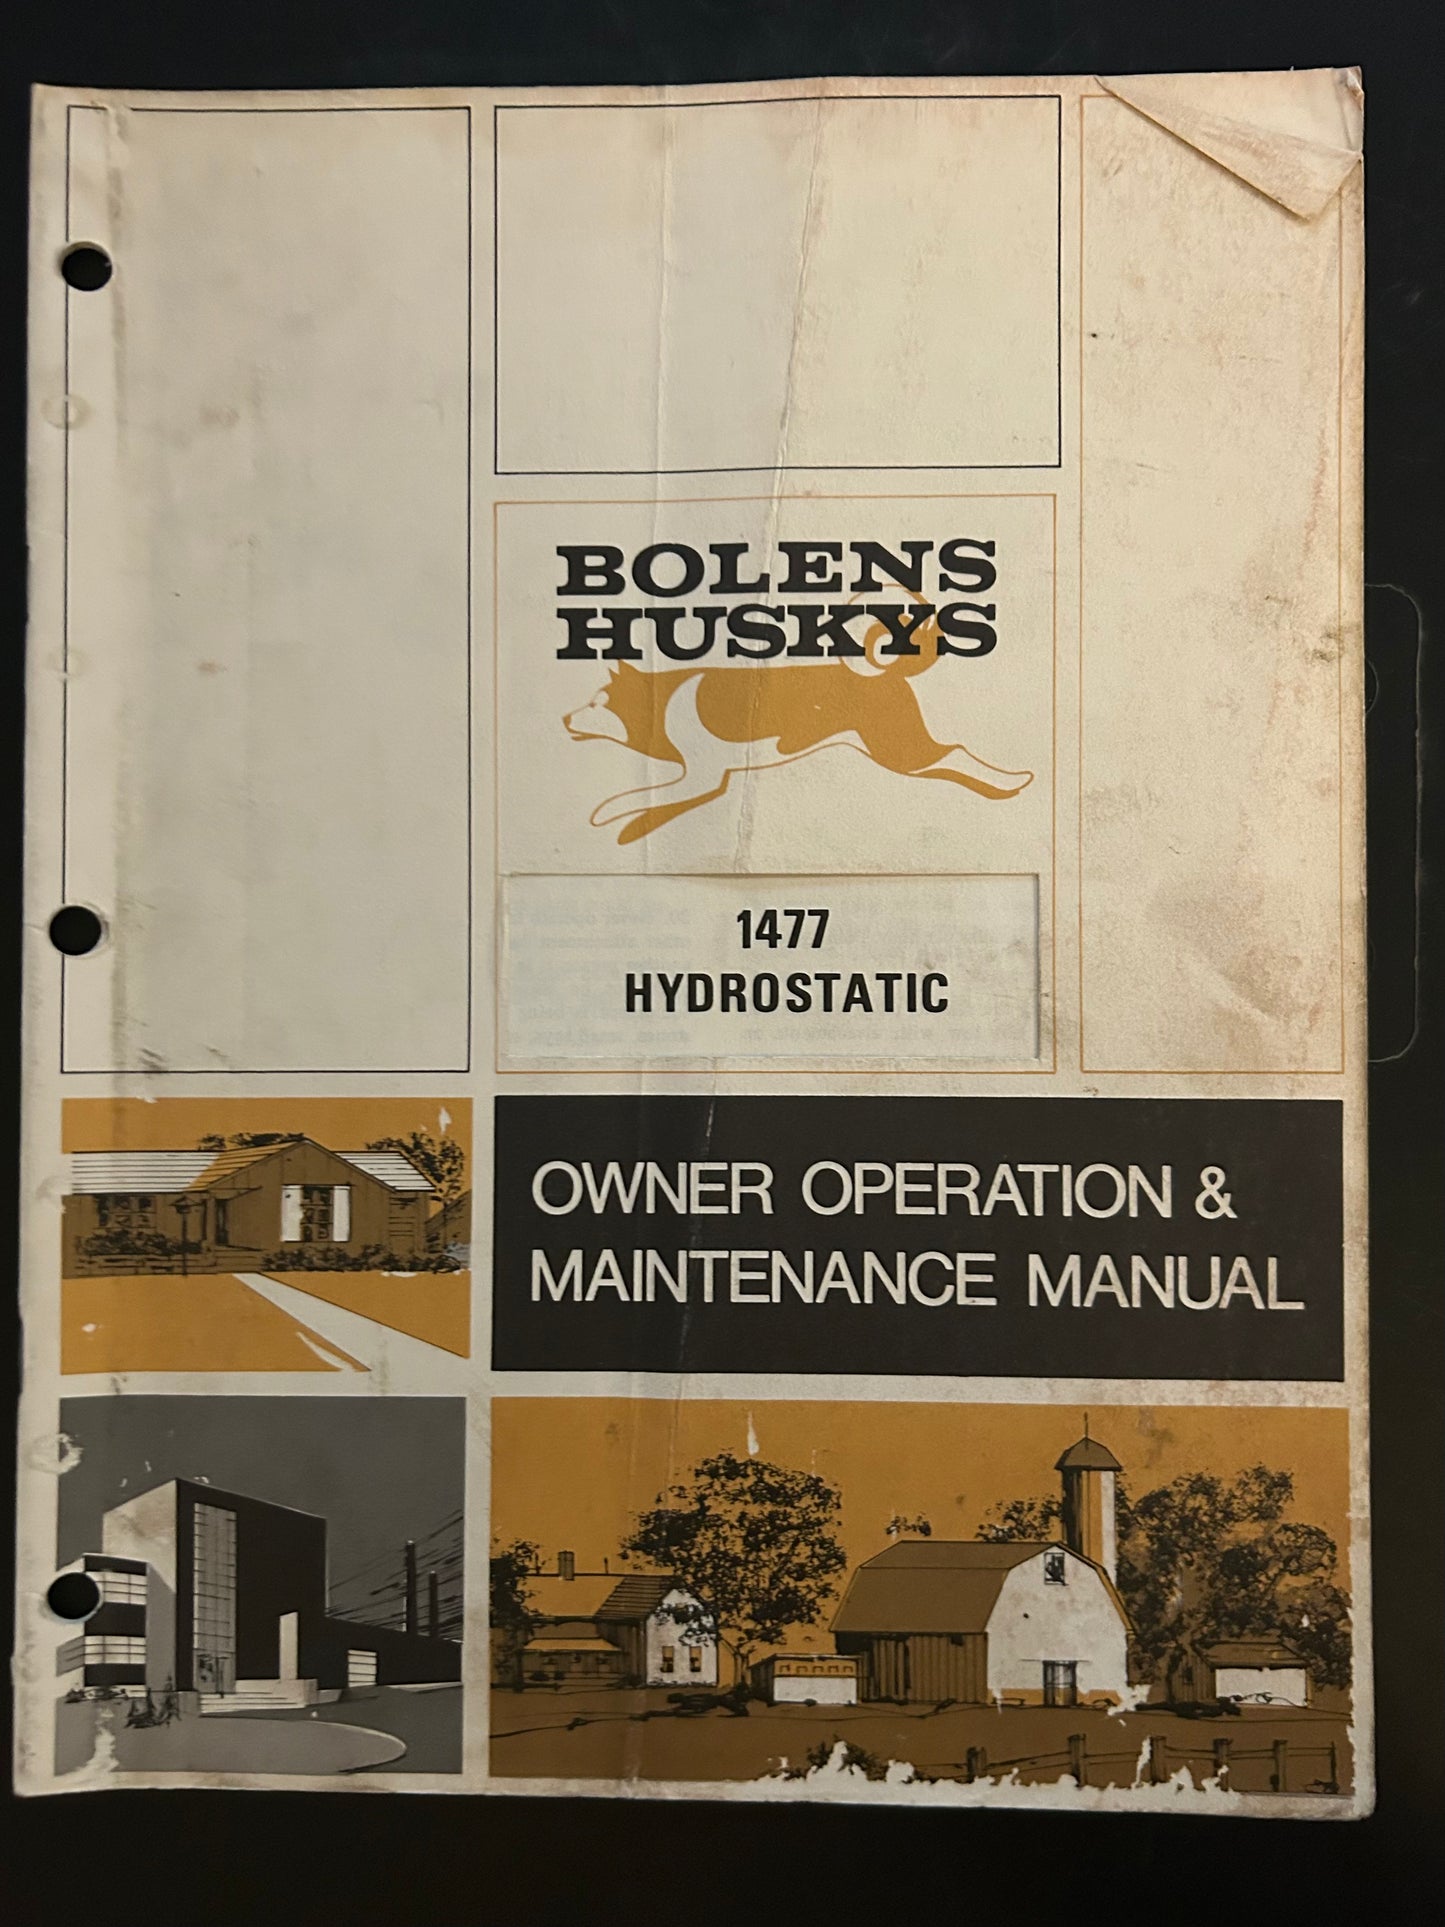 BOLENS
HUSKYS
1477
HYDROSTATIC
OWNER OPERATION &
MAINTENANCE MANUAL